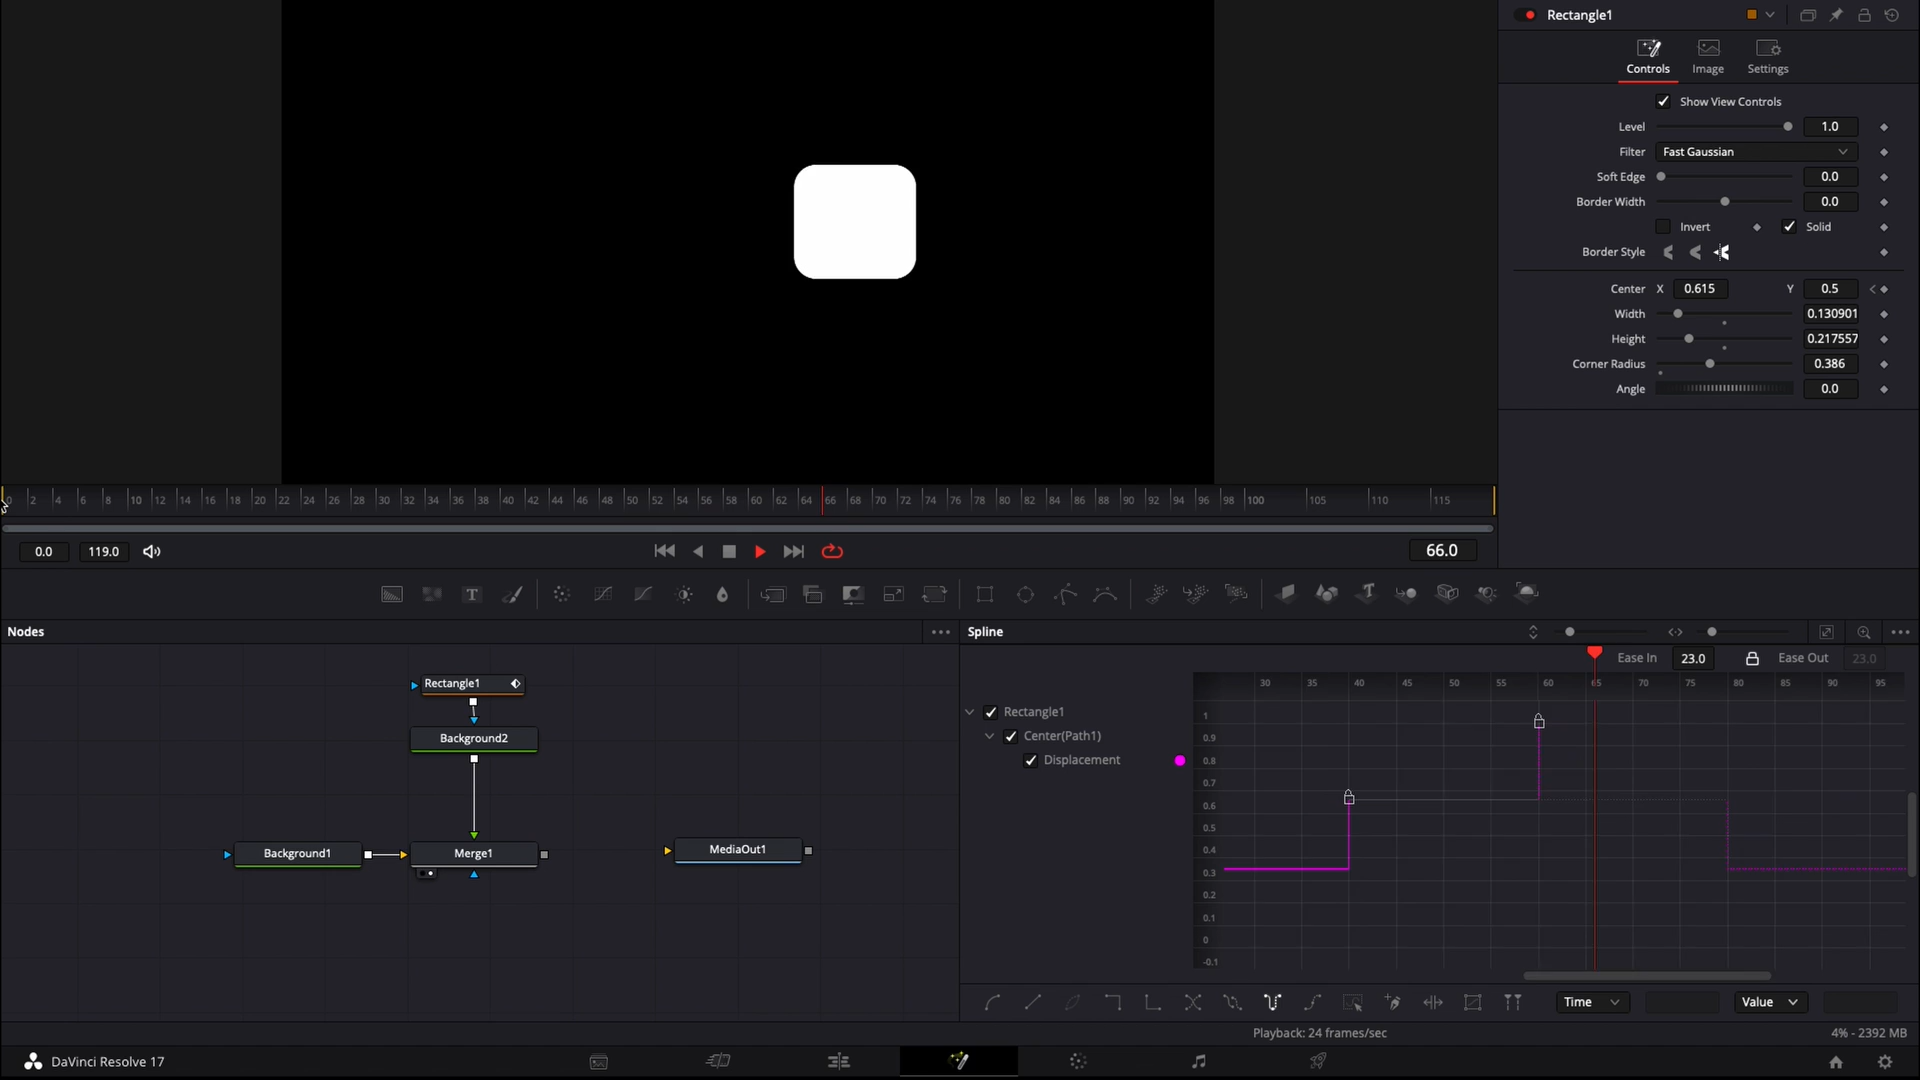 Rectangle1
Controls Image Settings
Show View Controls
Level 1.0
Filter Fast Gaussian
Soft Edge 0.0
Border Width 0.0
Invert Solid
Border Style
Center X 0.615 Y 0.5
Width 0.130901
Height 0.217557
Corner Radius 0.386
Angle 0.0
0 2 4 6 8 10 12 14 16 18 20 22 24 26 28 30 32 34 36 38 40 42 44 46 48 50 52 54 56 58 60 62 64 66 68 70 72 74 76 78 80 82 84 86 88 90 92 94 96 98 100 105 110 115
0.0 119.0 66.0
T T
Nodes
Rectangle1
Background2
Background1 Merge1 MediaOut1
Spline
Ease In 23.0 Ease Out 23.0
30 35 40 45 50 55 60 65 70 75 80 85 90 95
Rectangle1
Center(Path1)
Displacement
1
0.9
0.8
0.7
0.6
0.5
0.4
0.3
0.2
0.1
0
-0.1
Time Value
Playback: 24 frames/sec 4% - 2392 MB
DaVinci Resolve 17